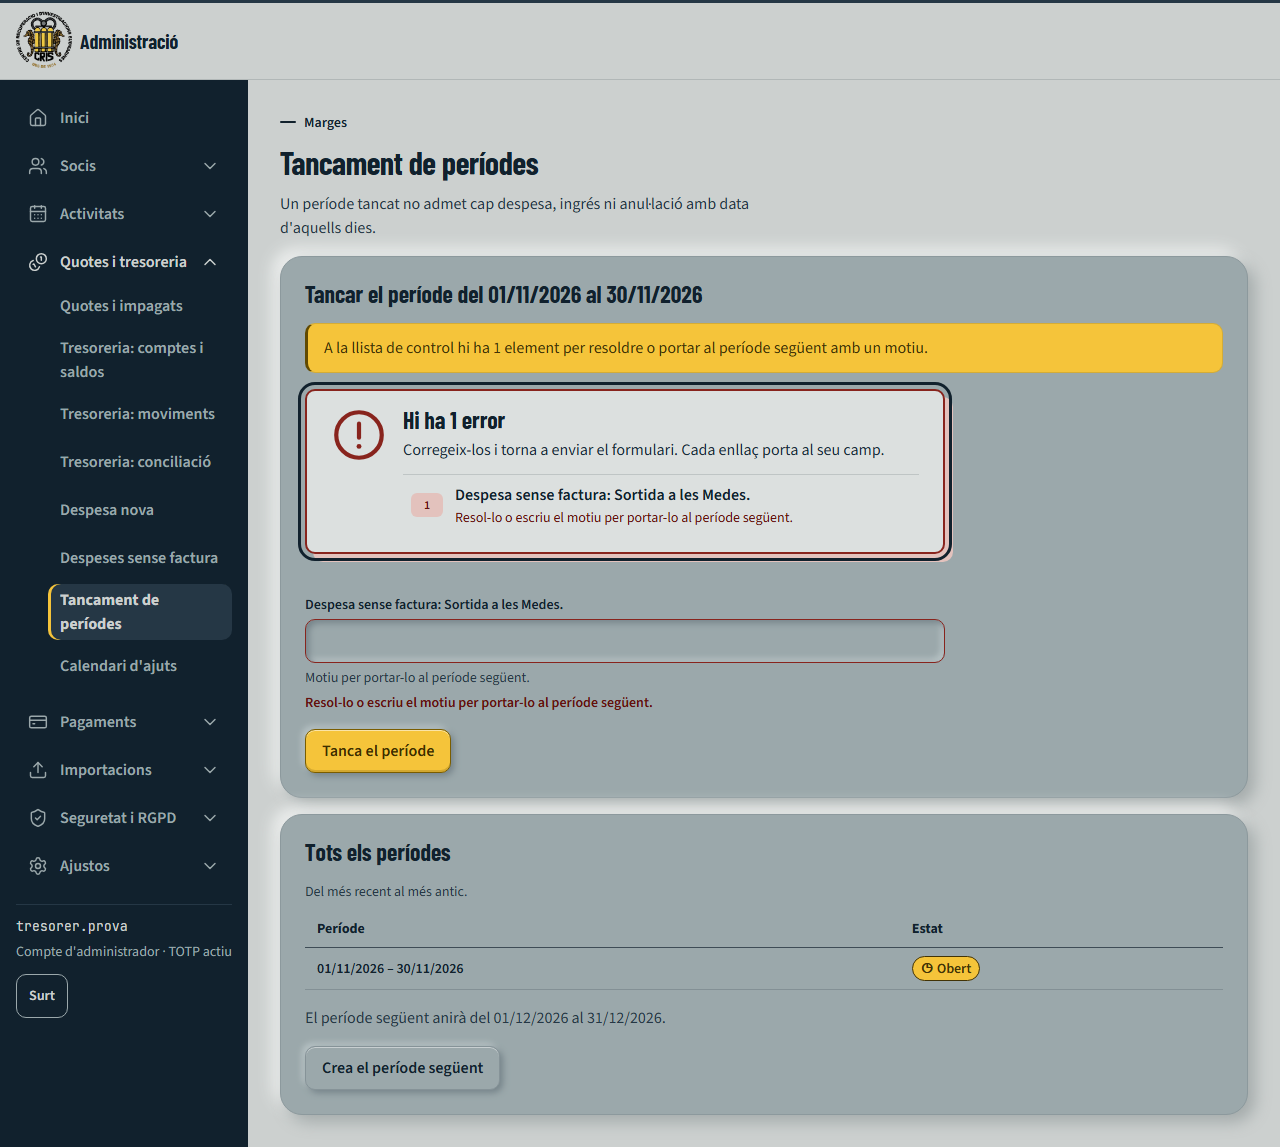 CRIS
Administració
Inici
Socis
Activitats
Quotes i tresoreria
Quotes i impagats
Tresoreria: comptes i
saldos
Tresoreria: moviments
Tresoreria: conciliació
Despesa nova
Despeses sense factura
Tancament de
períodes
Calendari d'ajuts
Pagaments
Importacions
Seguretat i RGPD
Ajustos
tresorer.prova
Compte d'administrador · TOTP actiu
Surt
Marges
Tancament de períodes
Un període tancat no admet cap despesa, ingrés ni anul·lació amb data
d'aquells dies.
Tancar el període del 01/11/2026 al 30/11/2026
A la llista de control hi ha 1 element per resoldre o portar al període següent amb un motiu.
Hi ha 1 error
Corregeix-los i torna a enviar el formulari. Cada enllaç porta al seu camp.
1
Despesa sense factura: Sortida a les Medes.
Resol-lo o escriu el motiu per portar-lo al període següent.
Despesa sense factura: Sortida a les Medes.
Motiu per portar-lo al període següent.
Resol-lo o escriu el motiu per portar-lo al període següent.
Tanca el període
Tots els períodes
Del més recent al més antic.
Període Estat
01/11/2026 – 30/11/2026 Obert
El període següent anirà del 01/12/2026 al 31/12/2026.
Crea el període següent